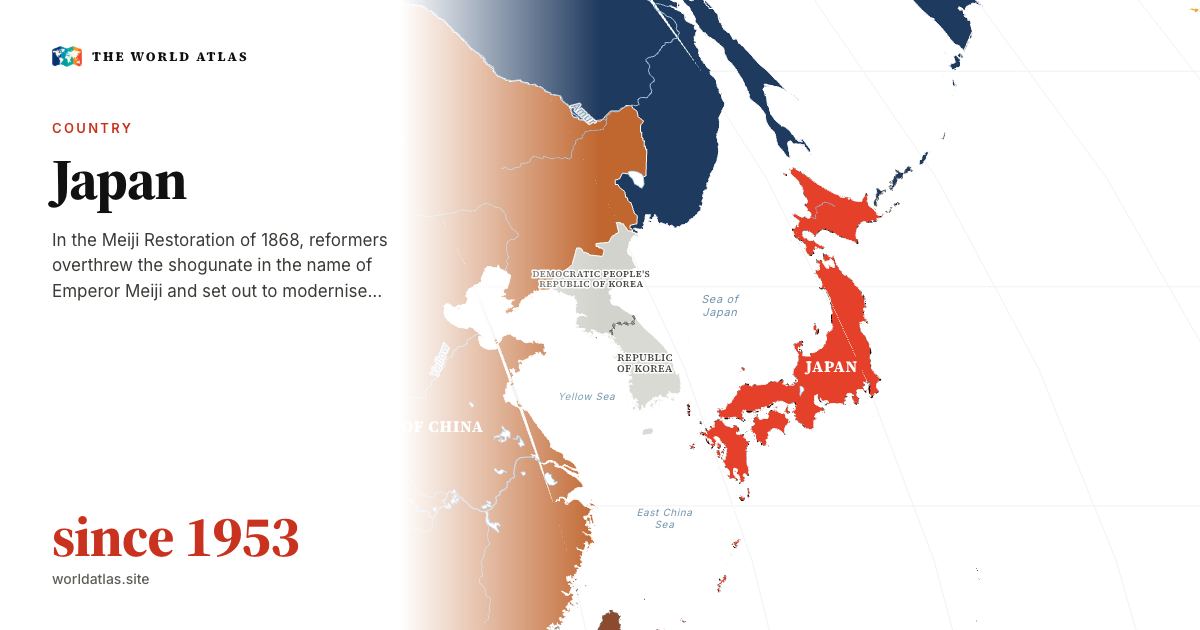 THE WORLD ATLAS
COUNTRY
Japan
In the Meiji Restoration of 1868, reformers
overthrew the shogunate in the name of
Emperor Meiji and set out to modernise...
since 1953
worldatlas.site
Amur
DEMOCRATIC PEOPLE'S
REPUBLIC OF KOREA
Sea of
Japan
REPUBLIC
OF KOREA
JAPAN
Yellow
Yellow Sea
OF CHINA
East China
Sea